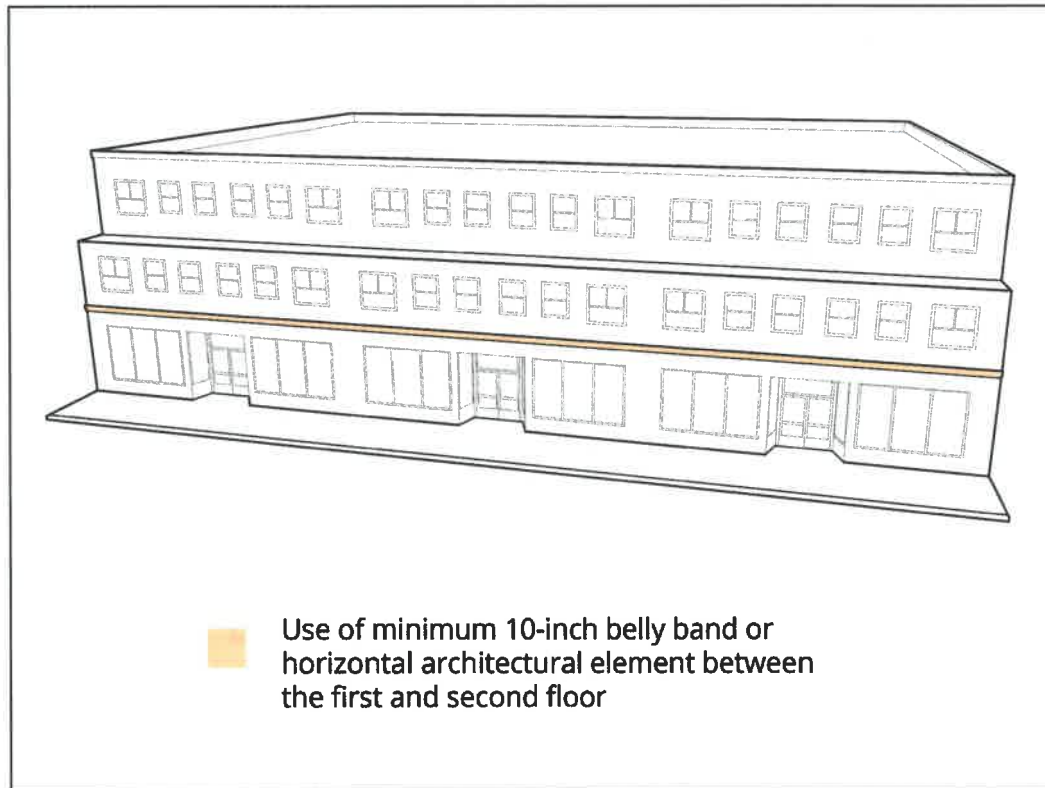 Use of minimum 10-inch belly band or
horizontal architectural element between
the first and second floor